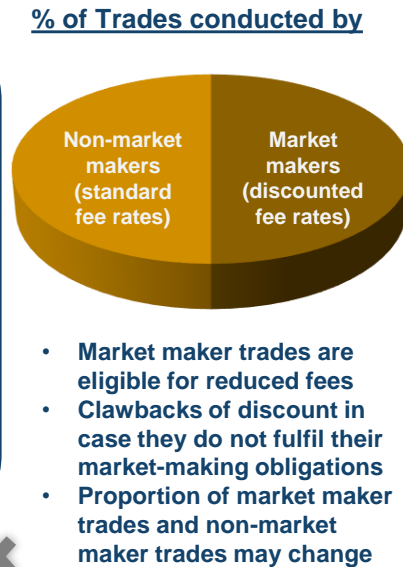 % of Trades conducted by
Non-market
makers
(standard
fee rates)
Market
makers
(discounted
fee rates)
• Market maker trades are
eligible for reduced fees
• Clawbacks of discount in
case they do not fulfil their
market-making obligations
• Proportion of market maker
trades and non-market
maker trades may change